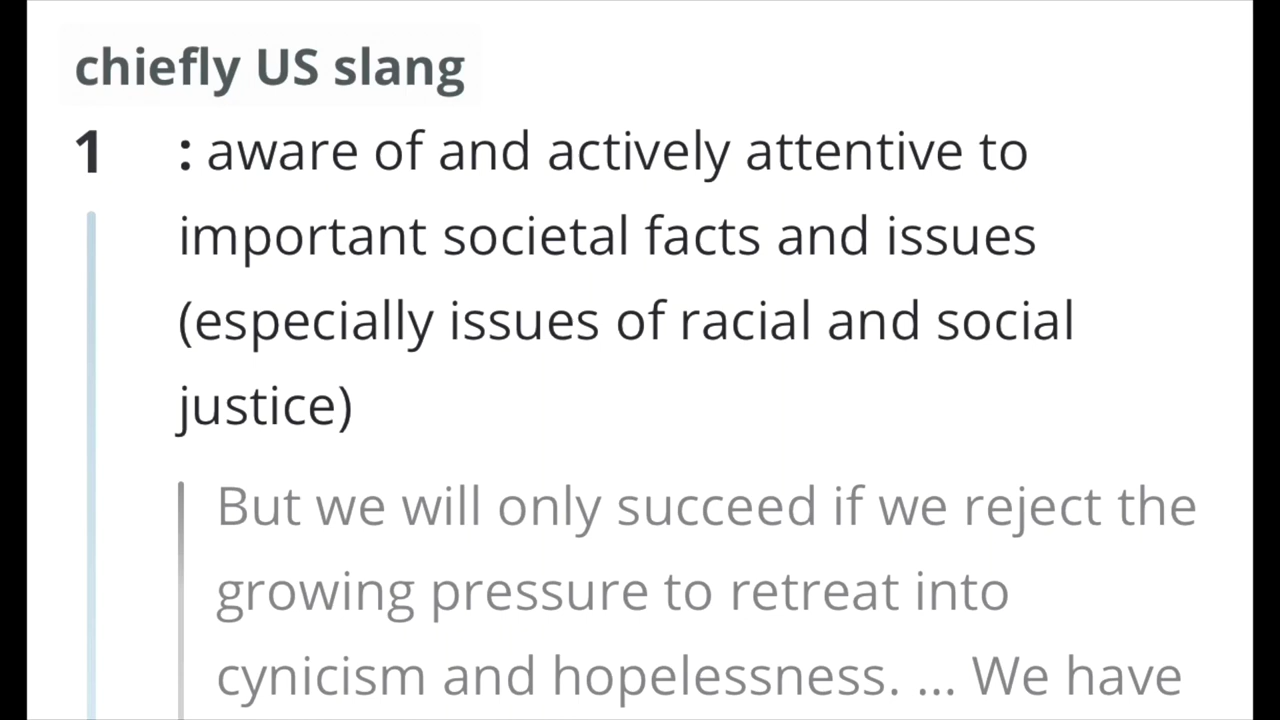 chiefly US slang
1 : aware of and actively attentive to
important societal facts and issues
(especially issues of racial and social
justice)
But we will only succeed if we reject the
growing pressure to retreat into
cynicism and hopelessness. ... We have